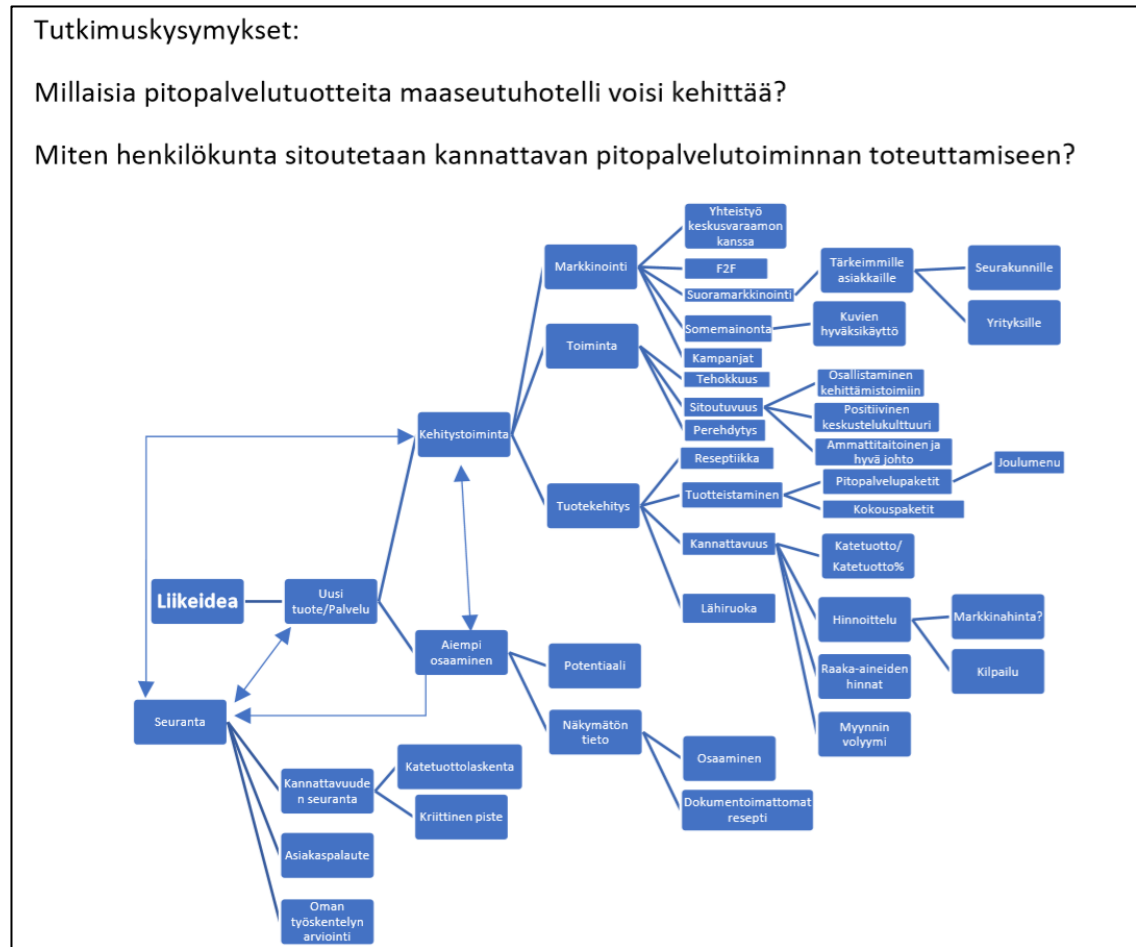 Tutkimuskysymykset:
Millaisia pitopalvelutuotteita maaseutuhotelli voisi kehittää?
Miten henkilökunta sitoutetaan kannattavan pitopalvelutoiminnan toteuttamiseen?
Liikeidea
Uusi
tuote/Palvelu
Kehitystoiminta
Markkinointi
Yhteistyö
keskusvaraamon
kanssa
F2F
Suoramarkkinointi
Tärkeimmille
asiakkaille
Seurakunnille
Yrityksille
Somemainonta
Kuvien
hyväksikäyttö
Kampanjat
Toiminta
Tehokkuus
Sitoutuvuus
Osallistaminen
kehittämistoimiin
Positiivinen
keskustelukulttuuri
Ammattitaitoinen ja
hyvä johto
Perehdytys
Tuotekehitys
Reseptiikka
Tuotteistaminen
Pitopalvelupaketit
Joulumenu
Kokouspaketit
Kannattavuus
Katetuotto/
Katetuotto%
Hinnoittelu
Markkinahinta?
Kilpailu
Raaka-aineiden
hinnat
Myynnin
volyymi
Lähiruoka
Aiempi
osaaminen
Potentiaali
Näkymätön
tieto
Osaaminen
Dokumentoimattomat
resepti
Seuranta
Kannattavuude
n seuranta
Katetuottolaskenta
Kriittinen piste
Asiakaspalaute
Oman
työskentelyn
arviointi